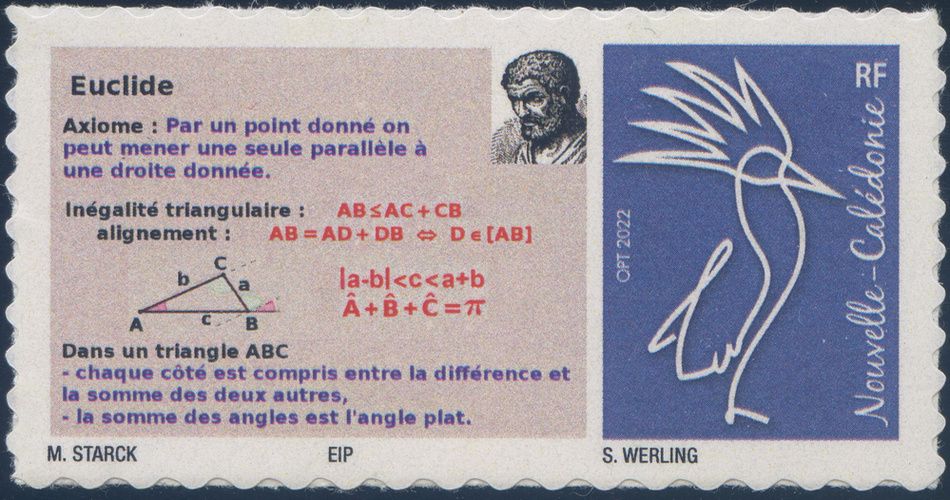 Euclide
Axiome : Par un point donné on
peut mener une seule parallèle à
une droite donnée.
Inégalité triangulaire : AB≤AC+CB
alignement : AB=AD+DB ⇔ D∈[AB]
C
b
a
A
c
B
|a-b|<c<a+b
Â+B̂+Ĉ=π
Dans un triangle ABC
- chaque côté est compris entre la différence et
la somme des deux autres,
- la somme des angles est l'angle plat.
M. STARCK
EIP
RF
Nouvelle-Calédonie
OPT 2022
S. WERLING